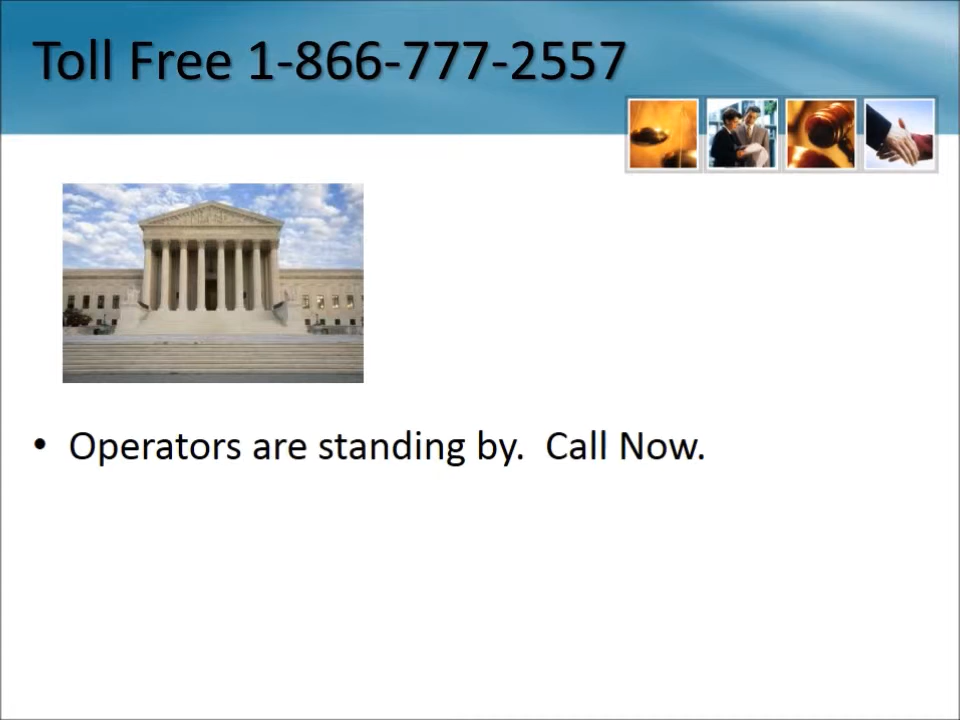 Toll Free 1-866-777-2557
• Operators are standing by.  Call Now.